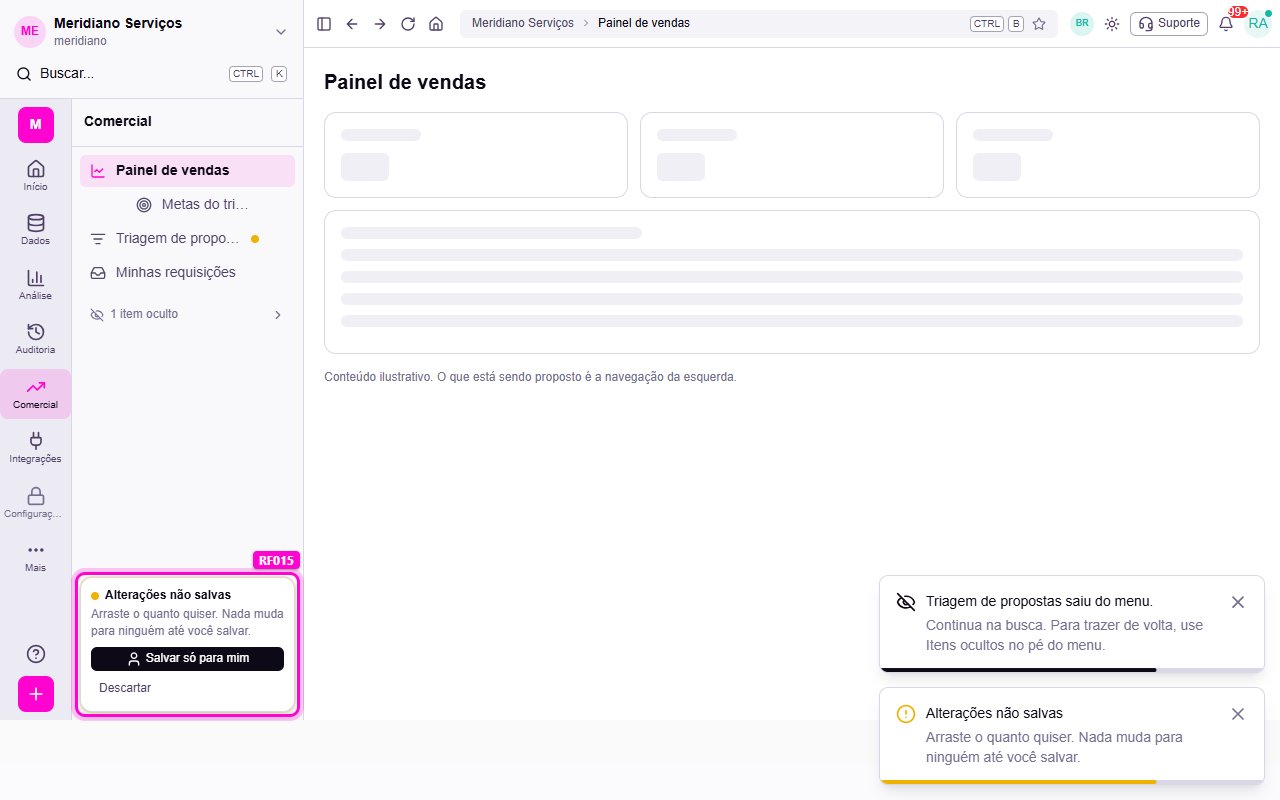 ME
Meridiano Serviços
meridiano
Buscar...
CTRL K
Meridiano Serviços > Painel de vendas
CTRL B
BR
Suporte
99+
RA
M
Início
Dados
Análise
Auditoria
Comercial
Integrações
Configuraç...
Mais
Comercial
Painel de vendas
Metas do tri...
Triagem de propo...
Minhas requisições
1 item oculto
RF015
Alterações não salvas
Arraste o quanto quiser. Nada muda
para ninguém até você salvar.
Salvar só para mim
Descartar
Painel de vendas
Conteúdo ilustrativo. O que está sendo proposto é a navegação da esquerda.
Triagem de propostas saiu do menu.
Continua na busca. Para trazer de volta, use
Itens ocultos no pé do menu.
Alterações não salvas
Arraste o quanto quiser. Nada muda para
ninguém até você salvar.